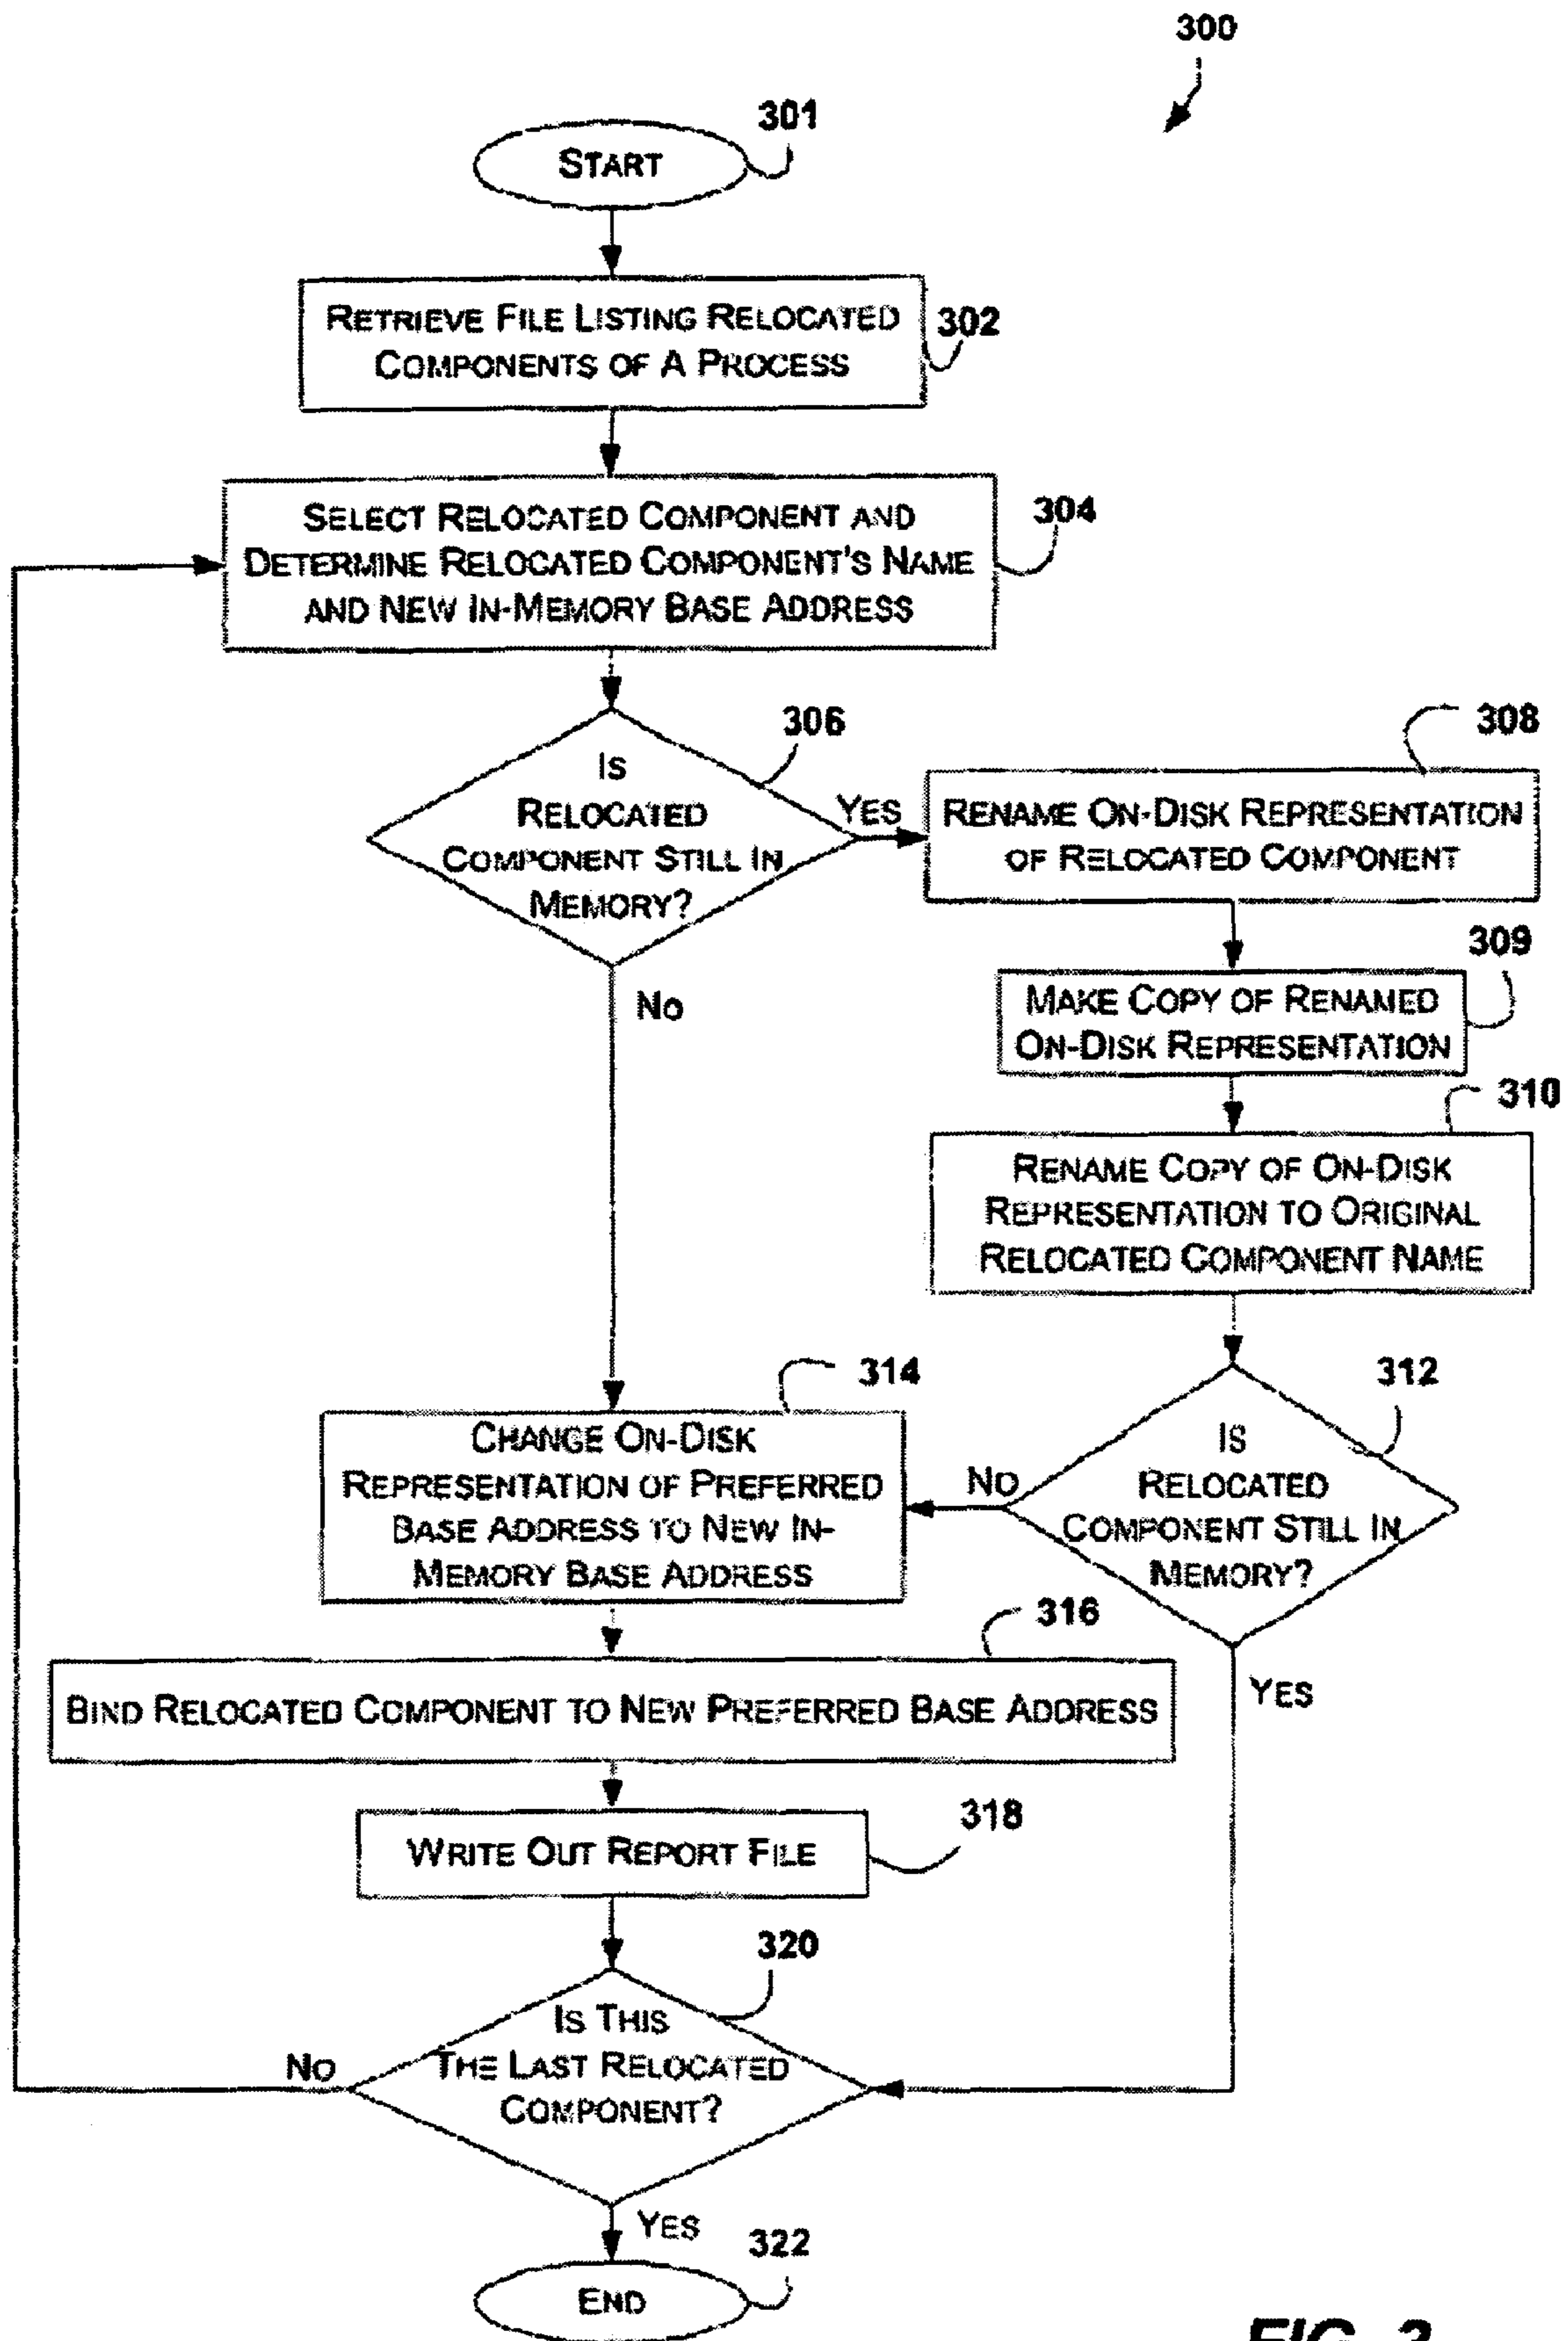 300
START
301
RETRIEVE FILE LISTING RELOCATED
COMPONENTS OF A PROCESS
302
SELECT RELOCATED COMPONENT AND
DETERMINE RELOCATED COMPONENT'S NAME
AND NEW IN-MEMORY BASE ADDRESS
304
IS
RELOCATED
COMPONENT STILL IN
MEMORY?
306
YES
NO
RENAME ON-DISK REPRESENTATION
OF RELOCATED COMPONENT
308
MAKE COPY OF RENAMED
ON-DISK REPRESENTATION
309
RENAME COPY OF ON-DISK
REPRESENTATION TO ORIGINAL
RELOCATED COMPONENT NAME
310
IS
RELOCATED
COMPONENT STILL IN
MEMORY?
312
NO
YES
CHANGE ON-DISK
REPRESENTATION OF PREFERRED
BASE ADDRESS TO NEW IN-
MEMORY BASE ADDRESS
314
BIND RELOCATED COMPONENT TO NEW PREFERRED BASE ADDRESS
316
WRITE OUT REPORT FILE
318
IS THIS
THE LAST RELOCATED
COMPONENT?
320
NO
YES
END
322
FIG.